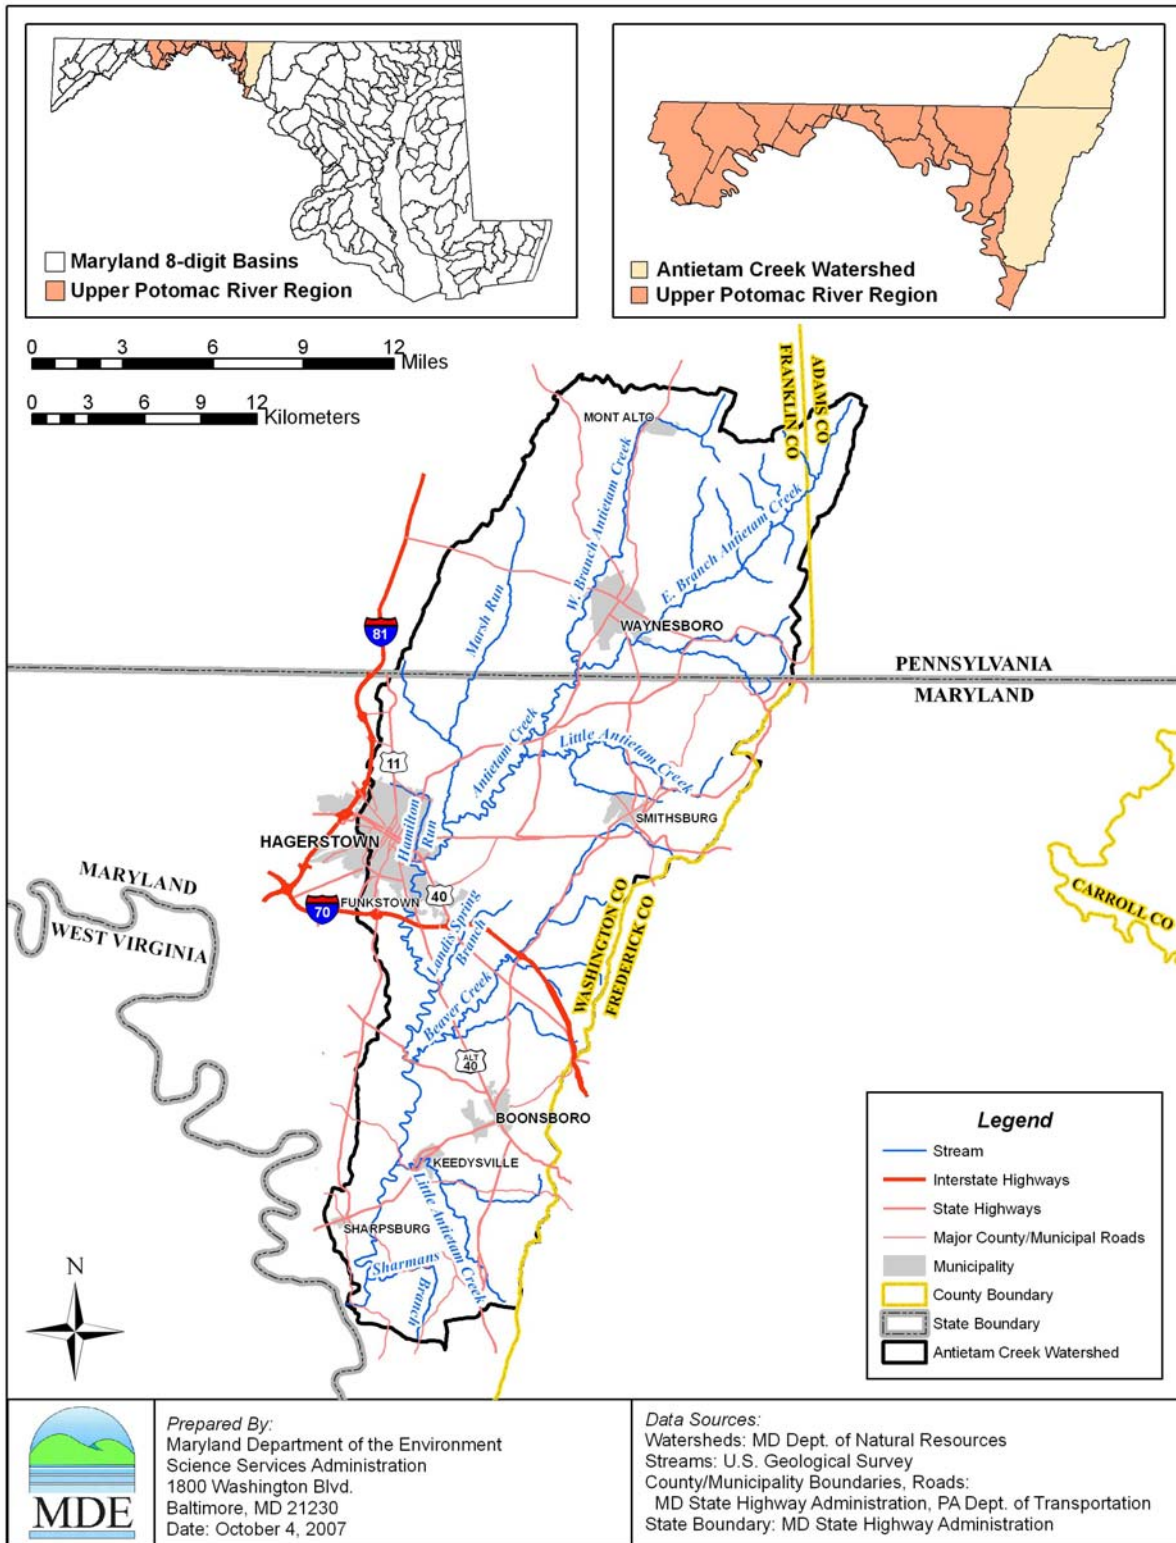 Maryland 8-digit Basins
Upper Potomac River Region
Antietam Creek Watershed
Upper Potomac River Region
0 3 6 9 12
Miles
0 3 6 9 12
Kilometers
MONT ALTO
FRANKLIN CO
ADAMS CO
W. Branch Antietam Creek
E. Branch Antietam Creek
Marsh Run
WAYNESBORO
81
PENNSYLVANIA
MARYLAND
Antietam Creek
Little Antietam Creek
11
SMITHSBURG
Hamilton
Run
HAGERSTOWN
MARYLAND
WEST VIRGINIA
FUNKSTOWN
40
70
Landis Spring
Branch
WASHINGTON CO
FREDERICK CO
CARROLL CO
Beaver Creek
ALT
40
BOONSBORO
KEEDYSVILLE
Little Antietam Creek
SHARPSBURG
Sharmans
Branch
N
Legend
Stream
Interstate Highways
State Highways
Major County/Municipal Roads
Municipality
County Boundary
State Boundary
Antietam Creek Watershed
MDE
Prepared By:
Maryland Department of the Environment
Science Services Administration
1800 Washington Blvd.
Baltimore, MD 21230
Date: October 4, 2007
Data Sources:
Watersheds: MD Dept. of Natural Resources
Streams: U.S. Geological Survey
County/Municipality Boundaries, Roads:
MD State Highway Administration, PA Dept. of Transportation
State Boundary: MD State Highway Administration